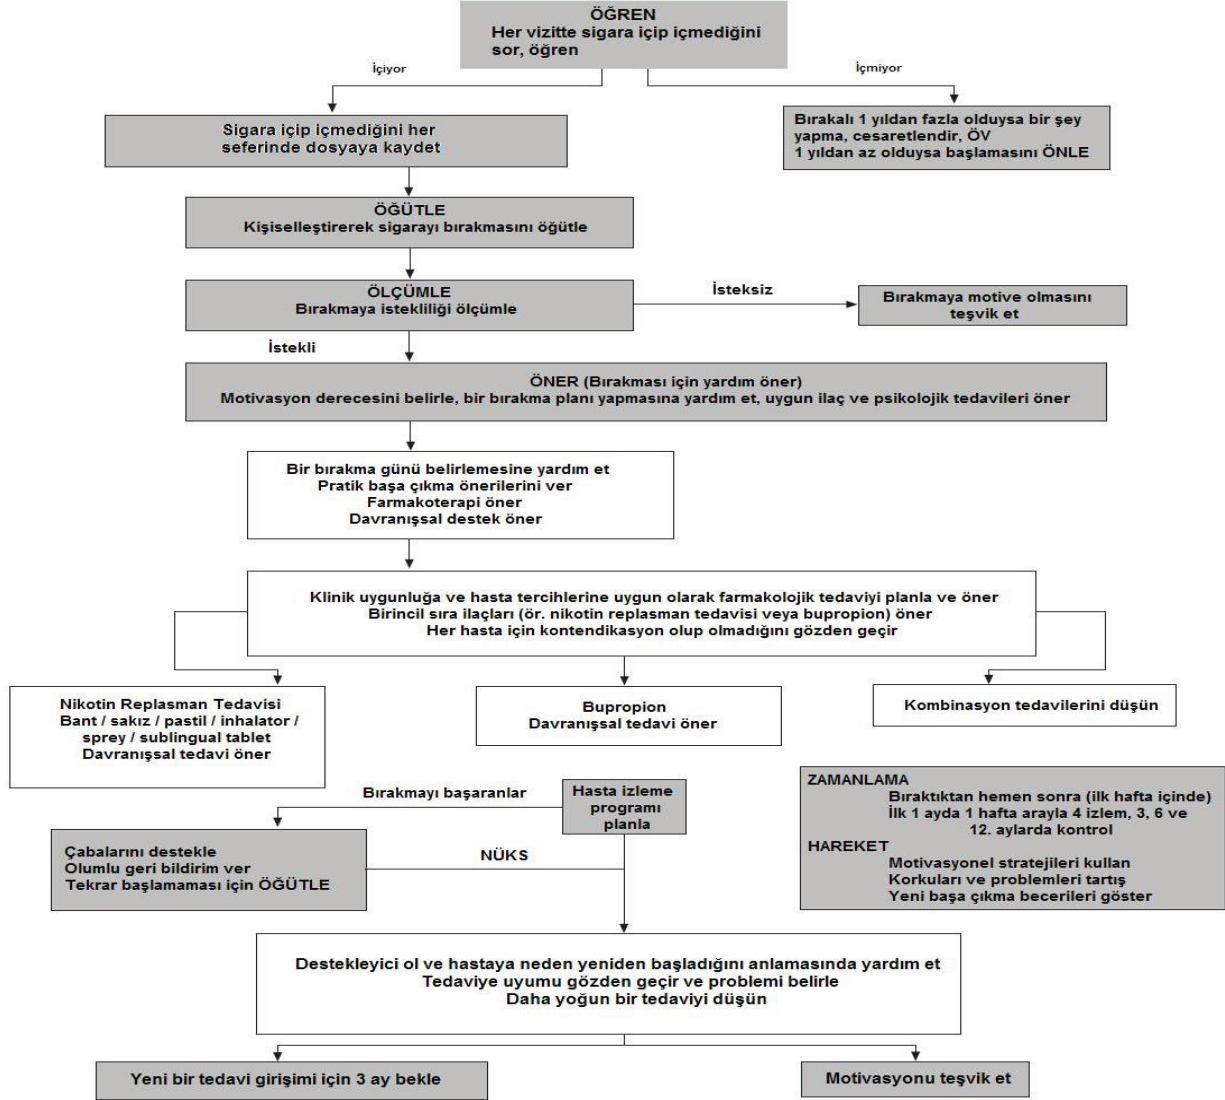 ÖĞREN
Her vizitte sigara içip içmediğini
sor, öğren
İçiyor
İçmiyor
Sigara içip içmediğini her
seferinde dosyaya kaydet
Bırakalı 1 yıldan fazla olduysa bir şey
yapma, cesaretlendir, ÖV
1 yıldan az olduysa başlamasını ÖNLE
ÖĞÜTLE
Kişiselleştirerek sigarayı bırakmasını öğütle
ÖLÇÜMLE
Bırakmaya istekliliği ölçümle
İsteksiz
Bırakmaya motive olmasını
teşvik et
İstekli
ÖNER (Bırakması için yardım öner)
Motivasyon derecesini belirle, bir bırakma planı yapmasına yardım et, uygun ilaç ve psikolojik tedavileri öner
Bir bırakma günü belirlemesine yardım et
Pratik başa çıkma önerilerini ver
Farmakoterapi öner
Davranışsal destek öner
Klinik uygunluğa ve hasta tercihlerine uygun olarak farmakolojik tedaviyi planla ve öner
Birincil sıra ilaçları (ör. nikotin replasman tedavisi veya bupropion) öner
Her hasta için kontendikasyon olup olmadığını gözden geçir
Nikotin Replasman Tedavisi
Bant / sakız / pastil / inhalator /
sprey / sublingual tablet
Davranışsal tedavi öner
Bupropion
Davranışsal tedavi öner
Kombinasyon tedavilerini düşün
Bırakmayı başaranlar
Hasta izleme
programı
planla
ZAMANLAMA
Bıraktıktan hemen sonra (ilk hafta içinde)
İlk 1 ayda 1 hafta arayla 4 izlem, 3, 6 ve
12. aylarda kontrol
HAREKET
Motivasyonel stratejileri kullan
Korkuları ve problemleri tartış
Yeni başa çıkma becerileri göster
Çabalarını destekle
Olumlu geri bildirim ver
Tekrar başlamaması için ÖĞÜTLE
NÜKS
Destekleyici ol ve hastaya neden yeniden başladığını anlamasında yardım et
Tedaviye uyumu gözden geçir ve problemi belirle
Daha yoğun bir tedaviyi düşün
Yeni bir tedavi girişimi için 3 ay bekle
Motivasyonu teşvik et